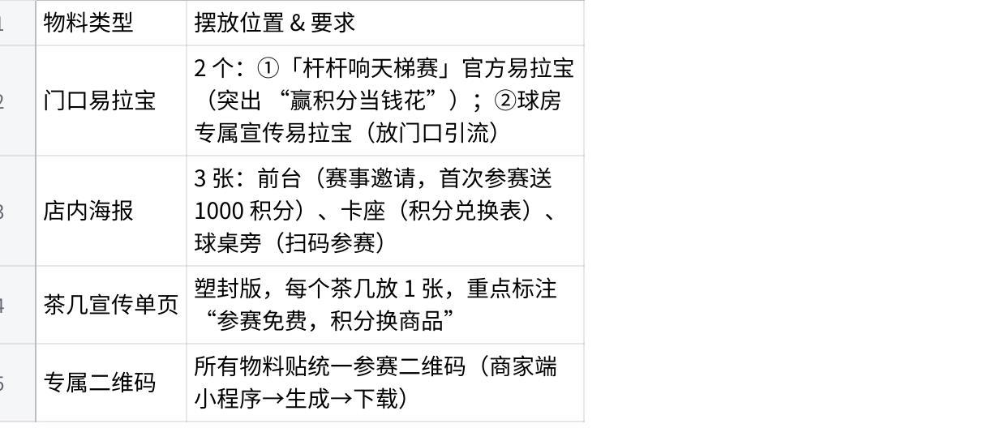 物料类型
摆放位置 & 要求
门口易拉宝
2 个：①「杆杆响天梯赛」官方易拉宝
（突出 “赢积分当钱花”）；②球房
专属宣传易拉宝（放门口引流）
店内海报
3 张：前台（赛事邀请，首次参赛送
1000 积分）、卡座（积分兑换表）、
球桌旁（扫码参赛）
茶几宣传单页
塑封版，每个茶几放 1 张，重点标注
“参赛免费，积分换商品”
专属二维码
所有物料贴统一参赛二维码（商家端
小程序→生成→下载）